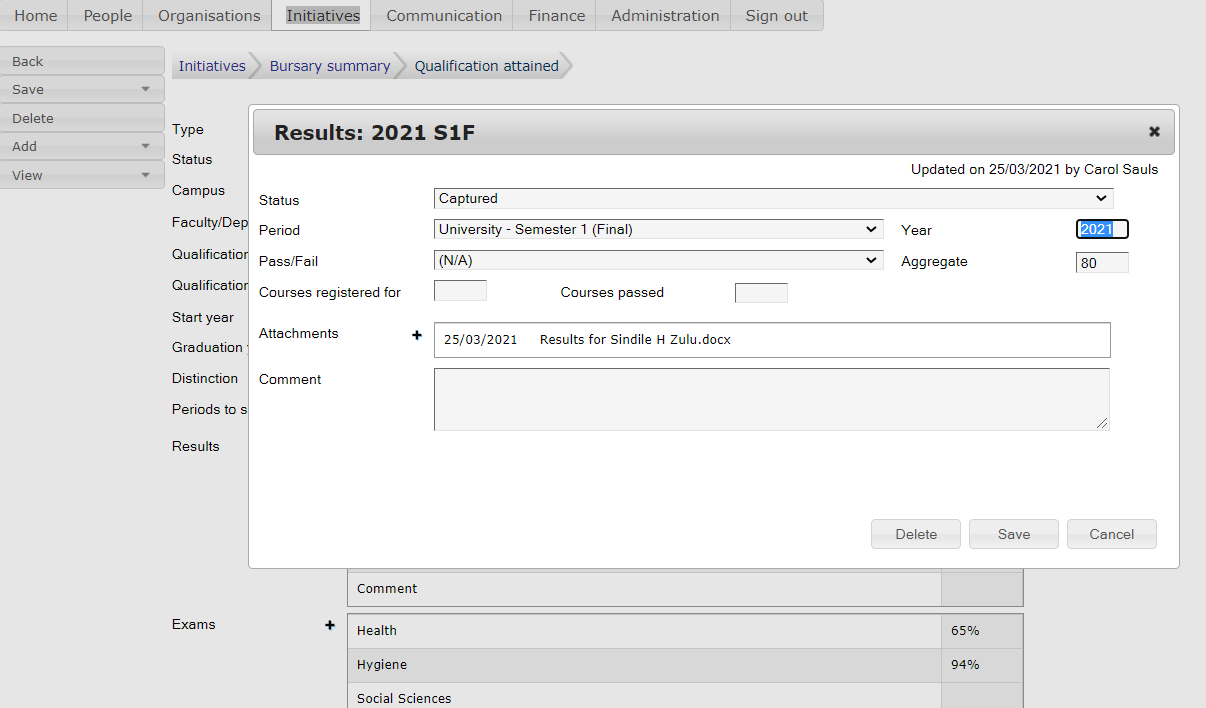 Home People Organisations Initiatives Communication Finance Administration Sign out
Back
Save
Delete
Add
View
Initiatives Bursary summary Qualification attained
Type
Status
Campus
Faculty/Dep
Qualification
Qualification
Start year
Graduation
Distinction
Periods to s
Results
Results: 2021 S1F
Updated on 25/03/2021 by Carol Sauls
Status Captured
Period University - Semester 1 (Final) Year 2021
Pass/Fail (N/A) Aggregate 80
Courses registered for Courses passed
Attachments + 25/03/2021 Results for Sindile H Zulu.docx
Comment
Delete Save Cancel
Comment
Exams + Health 65%
Hygiene 94%
Social Sciences